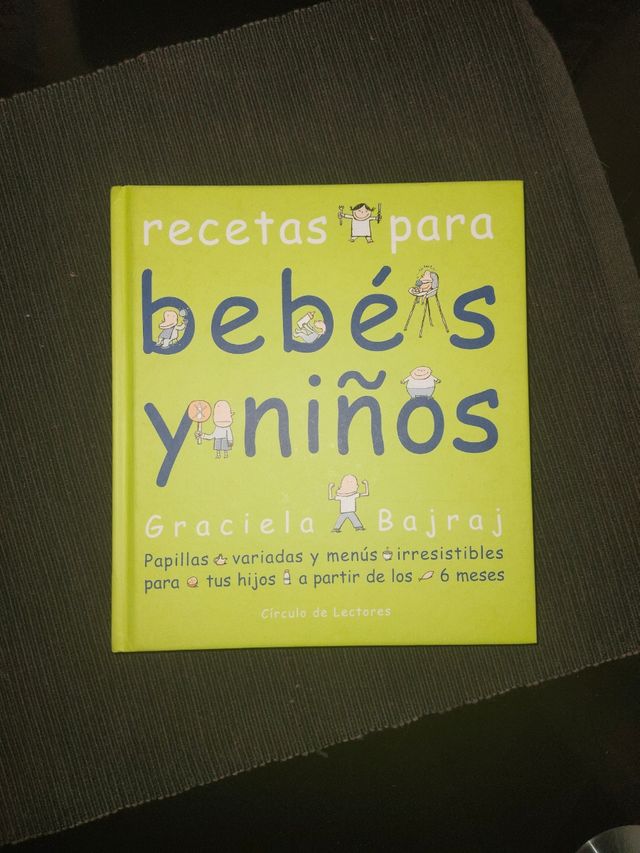 recetas para
bebés
y niños
Graciela Bajraj
Papillas variadas y menús irresistibles
para tus hijos a partir de los 6 meses
Círculo de Lectores